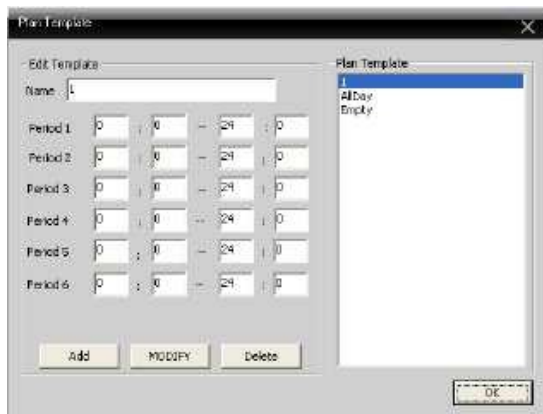 Plan Template
Edit Template
Name 1
Period 1 0 : 0 -- 24 : 0
Period 2 0 : 0 -- 24 : 0
Period 3 0 : 0 -- 24 : 0
Period 4 0 : 0 -- 24 : 0
Period 5 0 : 0 -- 24 : 0
Period 6 0 : 0 -- 24 : 0
Add MODIFY Delete
Plan Template
1
AllDay
Empty
OK